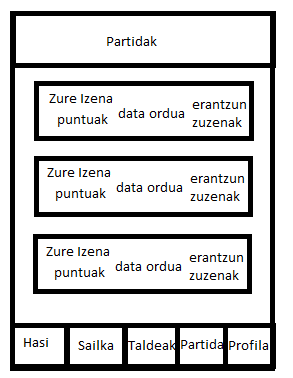 Partidak
Zure Izena
puntuak
data ordua
erantzun
zuzenak
Zure Izena
puntuak
data ordua
erantzun
zuzenak
Zure Izena
puntuak
data ordua
erantzun
zuzenak
Hasi
Sailka
Taldeak
Partida
Profila